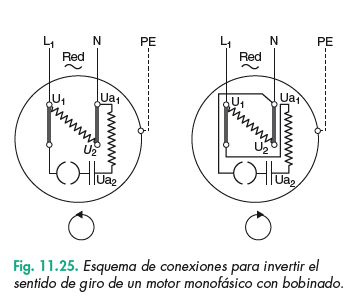 L1 N PE L1 N PE
Red Red
U1 Ua1 U1 Ua1
U2 U2
Ua2 Ua2
Fig. 11.25. Esquema de conexiones para invertir el
sentido de giro de un motor monofásico con bobinado.